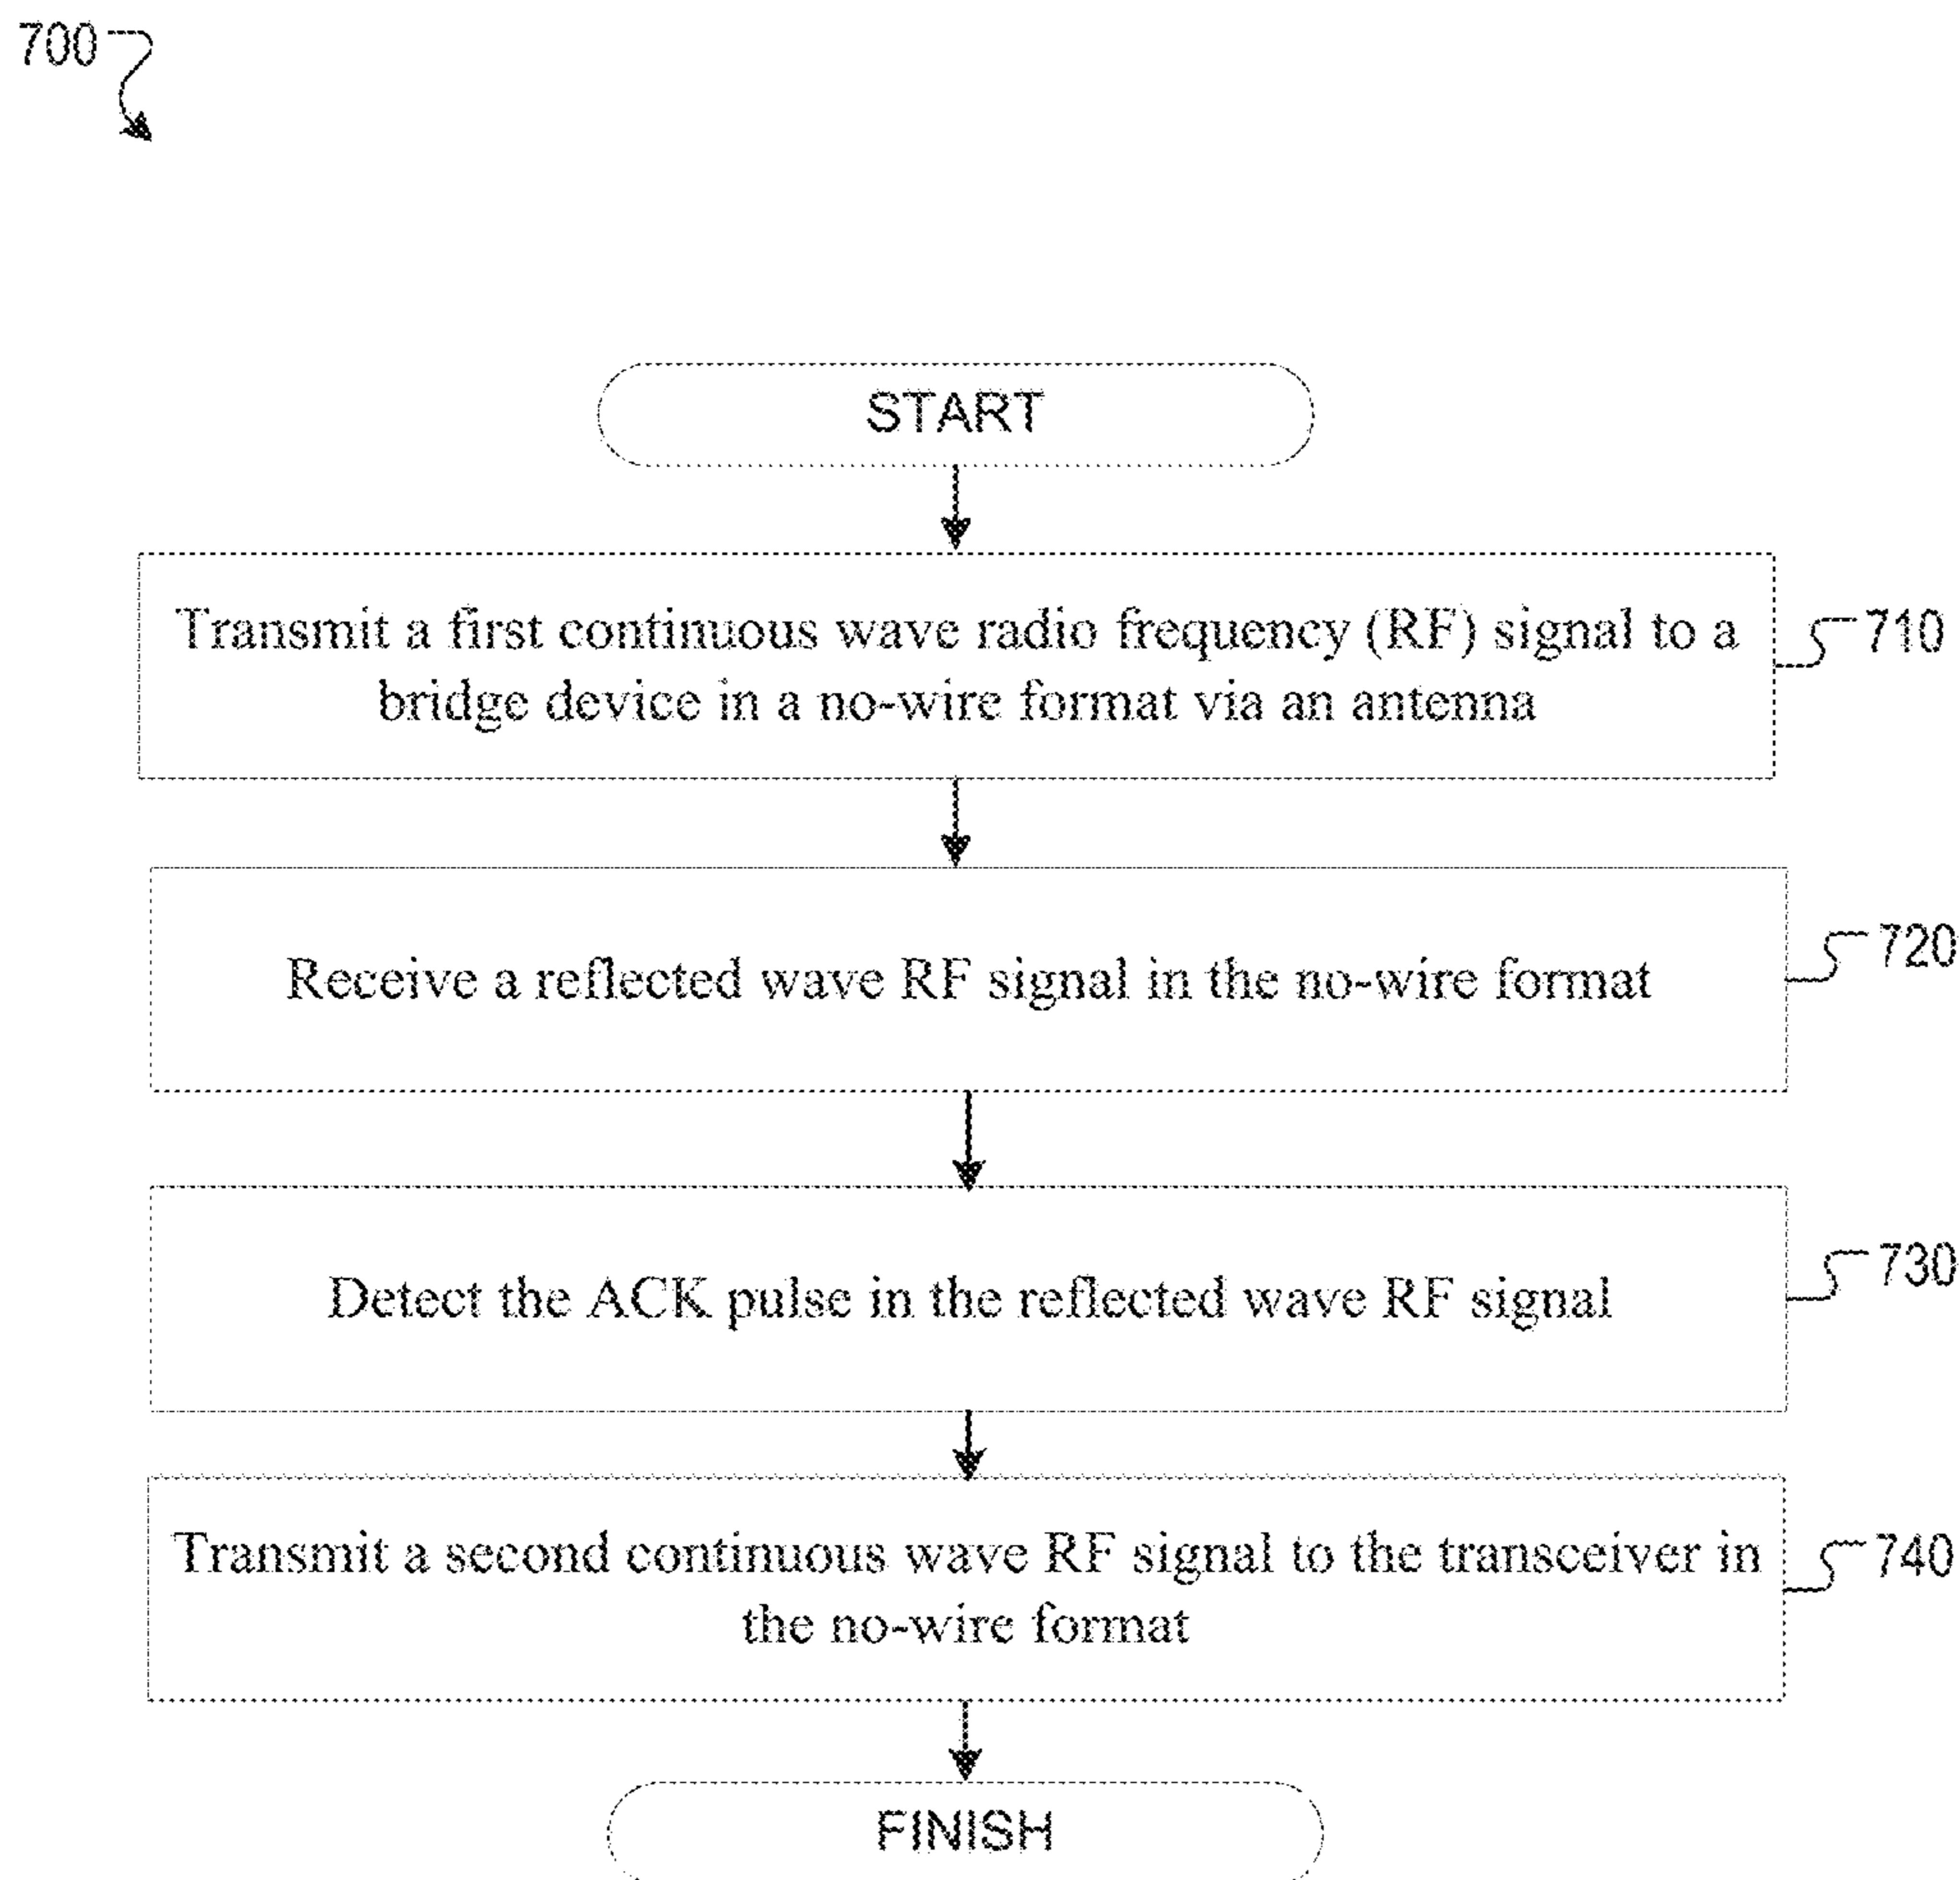 700
START
Transmit a first continuous wave radio frequency (RF) signal to a
bridge device in a no-wire format via an antenna
710
Receive a reflected wave RF signal in the no-wire format
720
Detect the ACK pulse in the reflected wave RF signal
730
Transmit a second continuous wave RF signal to the transceiver in
the no-wire format
740
FINISH